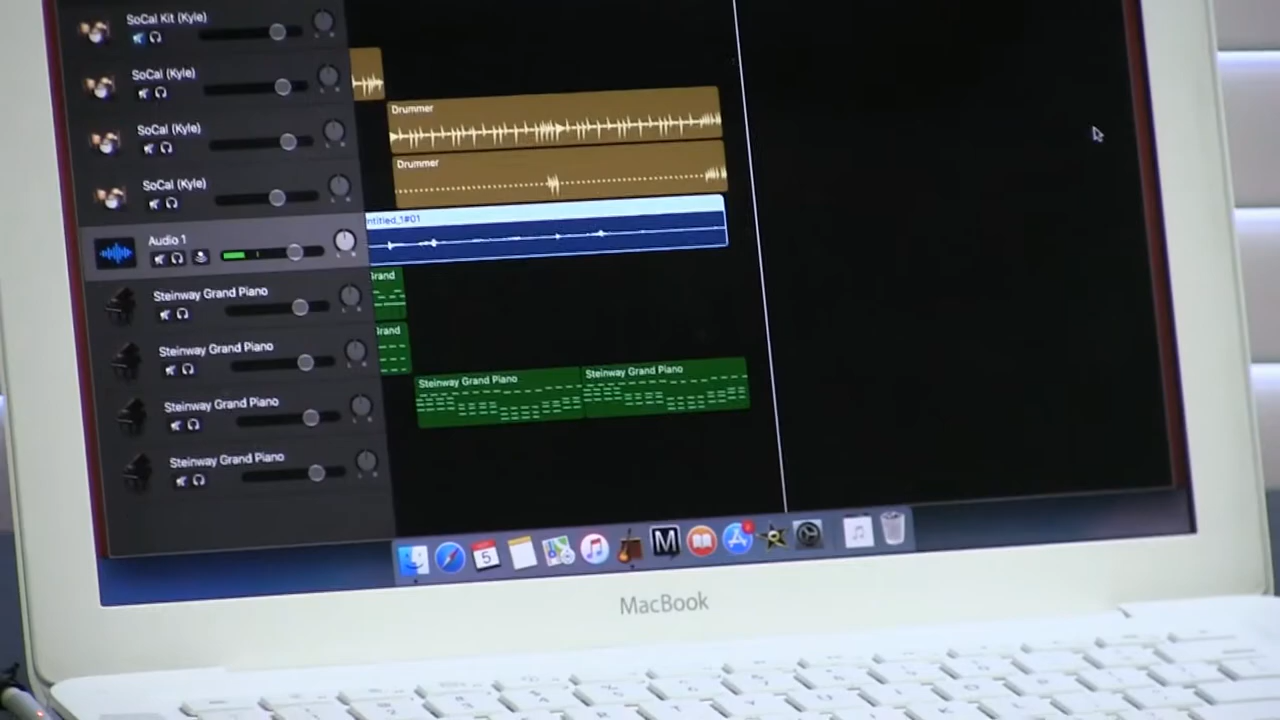 SoCal Kit (Kyle)
SoCal (Kyle)
Drummer
SoCal (Kyle)
Drummer
SoCal (Kyle)
ntitled_1#01
Audio 1
Grand
Steinway Grand Piano
Grand
Steinway Grand Piano
Steinway Grand Piano
Steinway Grand Piano
Steinway Grand Piano
Steinway Grand Piano
5
M
MacBook